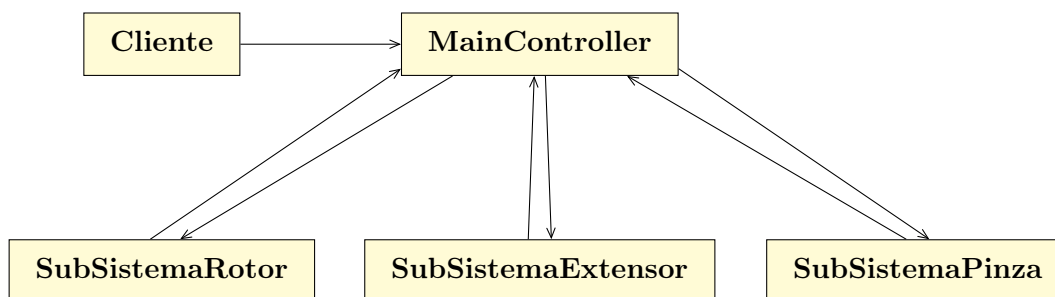 Cliente
MainController
SubSistemaRotor
SubSistemaExtensor
SubSistemaPinza